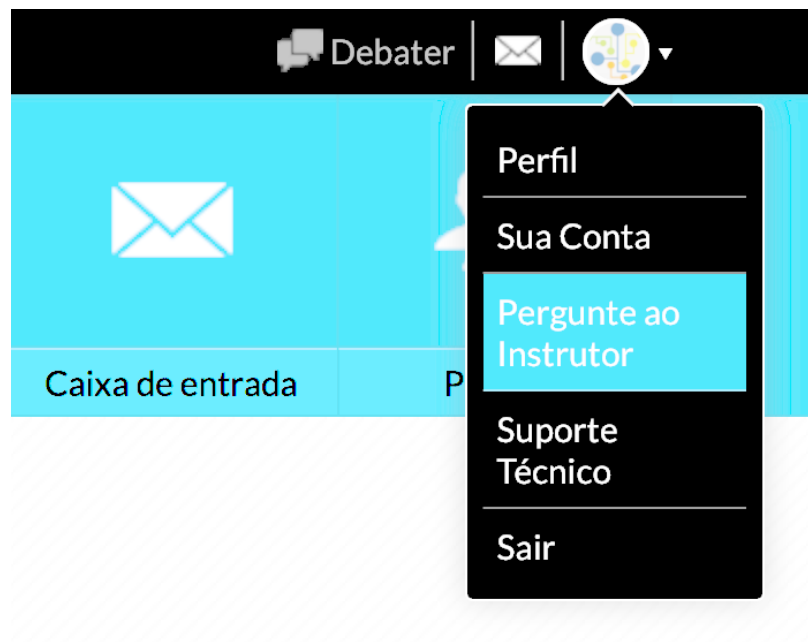 Debater
Perfil
Sua Conta
Pergunte ao
Instrutor
Caixa de entrada
P
Suporte
Técnico
Sair